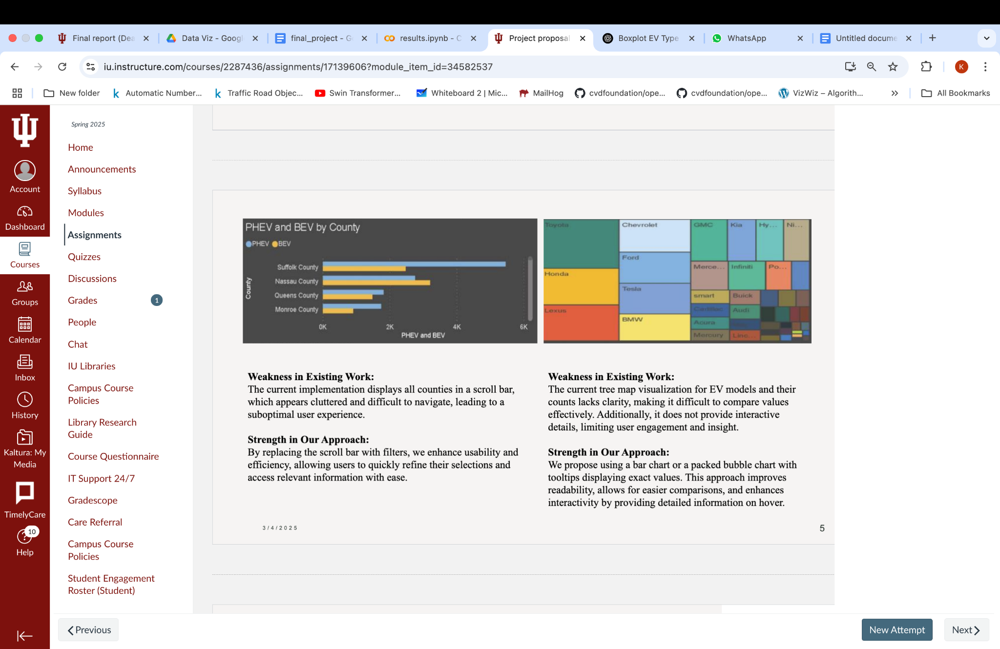 Final report (Dea
Data Viz - Googl
final_project - G
results.ipynb - C
Project proposal
Boxplot EV Type
WhatsApp
Untitled docume
iu.instructure.com/courses/2287436/assignments/17139606?module_item_id=34582537
K
New folder
Automatic Number...
Traffic Road Objec...
Swin Transformer...
Whiteboard 2 | Mic...
MailHog
cvdfoundation/ope...
cvdfoundation/ope...
VizWiz – Algorith...
All Bookmarks
Account
Dashboard
Courses
Groups
Calendar
Inbox
History
Kaltura: My
Media
TimelyCare
10
Help
Spring 2025
Home
Announcements
Syllabus
Modules
Assignments
Quizzes
Discussions
Grades
1
People
Chat
IU Libraries
Campus Course
Policies
Library Research
Guide
Course Questionnaire
IT Support 24/7
Gradescope
Care Referral
Campus Course
Policies
Student Engagement
Roster (Student)
PHEV and BEV by County
PHEV BEV
County
Suffolk County
Nassau County
Queens County
Monroe County
0K 2K 4K 6K
PHEV and BEV
Toyota
Honda
Lexus
Chevrolet
Ford
Tesla
BMW
GMC
Kia
Hy...
Ni...
Merce...
Infiniti
Po...
smart
Buick
Cadillac
Audi
Acura
Mercury
Linc...
Weakness in Existing Work:
The current implementation displays all counties in a scroll bar,
which appears cluttered and difficult to navigate, leading to a
suboptimal user experience.
Strength in Our Approach:
By replacing the scroll bar with filters, we enhance usability and
efficiency, allowing users to quickly refine their selections and
access relevant information with ease.
Weakness in Existing Work:
The current tree map visualization for EV models and their
counts lacks clarity, making it difficult to compare values
effectively. Additionally, it does not provide interactive
details, limiting user engagement and insight.
Strength in Our Approach:
We propose using a bar chart or a packed bubble chart with
tooltips displaying exact values. This approach improves
readability, allows for easier comparisons, and enhances
interactivity by providing detailed information on hover.
3/4/2025
5
Previous
New Attempt
Next